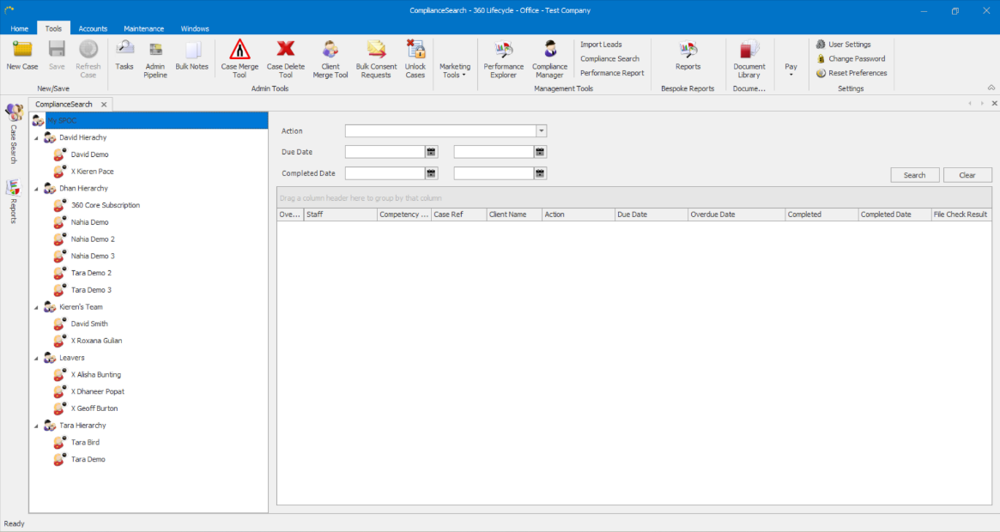 ComplianceSearch - 360 Lifecycle - Office - Test Company
Home Tools Accounts Maintenance Windows
New Case Save Refresh Case
New/Save
Tasks Admin Pipeline Bulk Notes Case Merge Tool Case Delete Tool Client Merge Tool Bulk Consent Requests Unlock Cases
Admin Tools
Marketing Tools
Performance Explorer Compliance Manager
Import Leads
Compliance Search
Performance Report
Management Tools
Reports
Bespoke Reports
Document Library
Docume...
Pay
User Settings
Change Password
Reset Preferences
Settings
Case Search
Reports
ComplianceSearch
My SPOC
David Hierachy
David Demo
X Kieren Pace
Dhan Hierarchy
360 Core Subscription
Nahia Demo
Nahia Demo 2
Nahia Demo 3
Tara Demo 2
Tara Demo 3
Kieren's Team
David Smith
X Roxana Gulian
Leavers
X Alisha Bunting
X Dhaneer Popat
X Geoff Burton
Tara Hierarchy
Tara Bird
Tara Demo
Action
Due Date
Completed Date
Search Clear
Drag a column header here to group by that column
Ove... Staff Competency ... Case Ref Client Name Action Due Date Overdue Date Completed Completed Date File Check Result
Ready